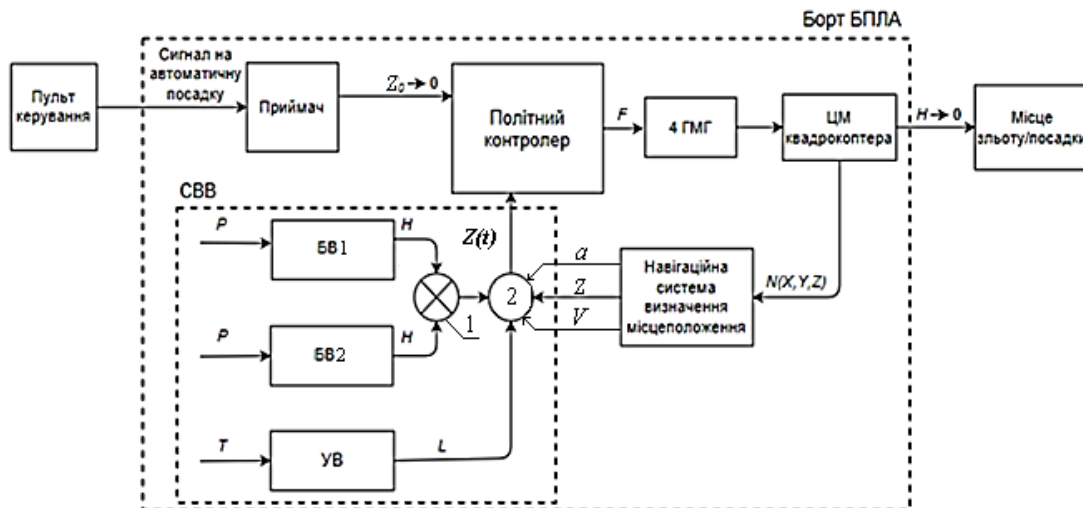 Борт БПЛА
Сигнал на
автоматичну
посадку
Пульт
керування
Приймач
Z₀ → 0
Політний
контролер
F
4 ГМГ
ЦМ
квадрокоптера
H → 0
Місце
зльоту/посадки
СВВ
P
БВ1
H
Z(t)
a
Z
V
2
1
Навігаційна
система
визначення
місцеположення
N(X,Y,Z)
P
БВ2
H
T
УВ
L